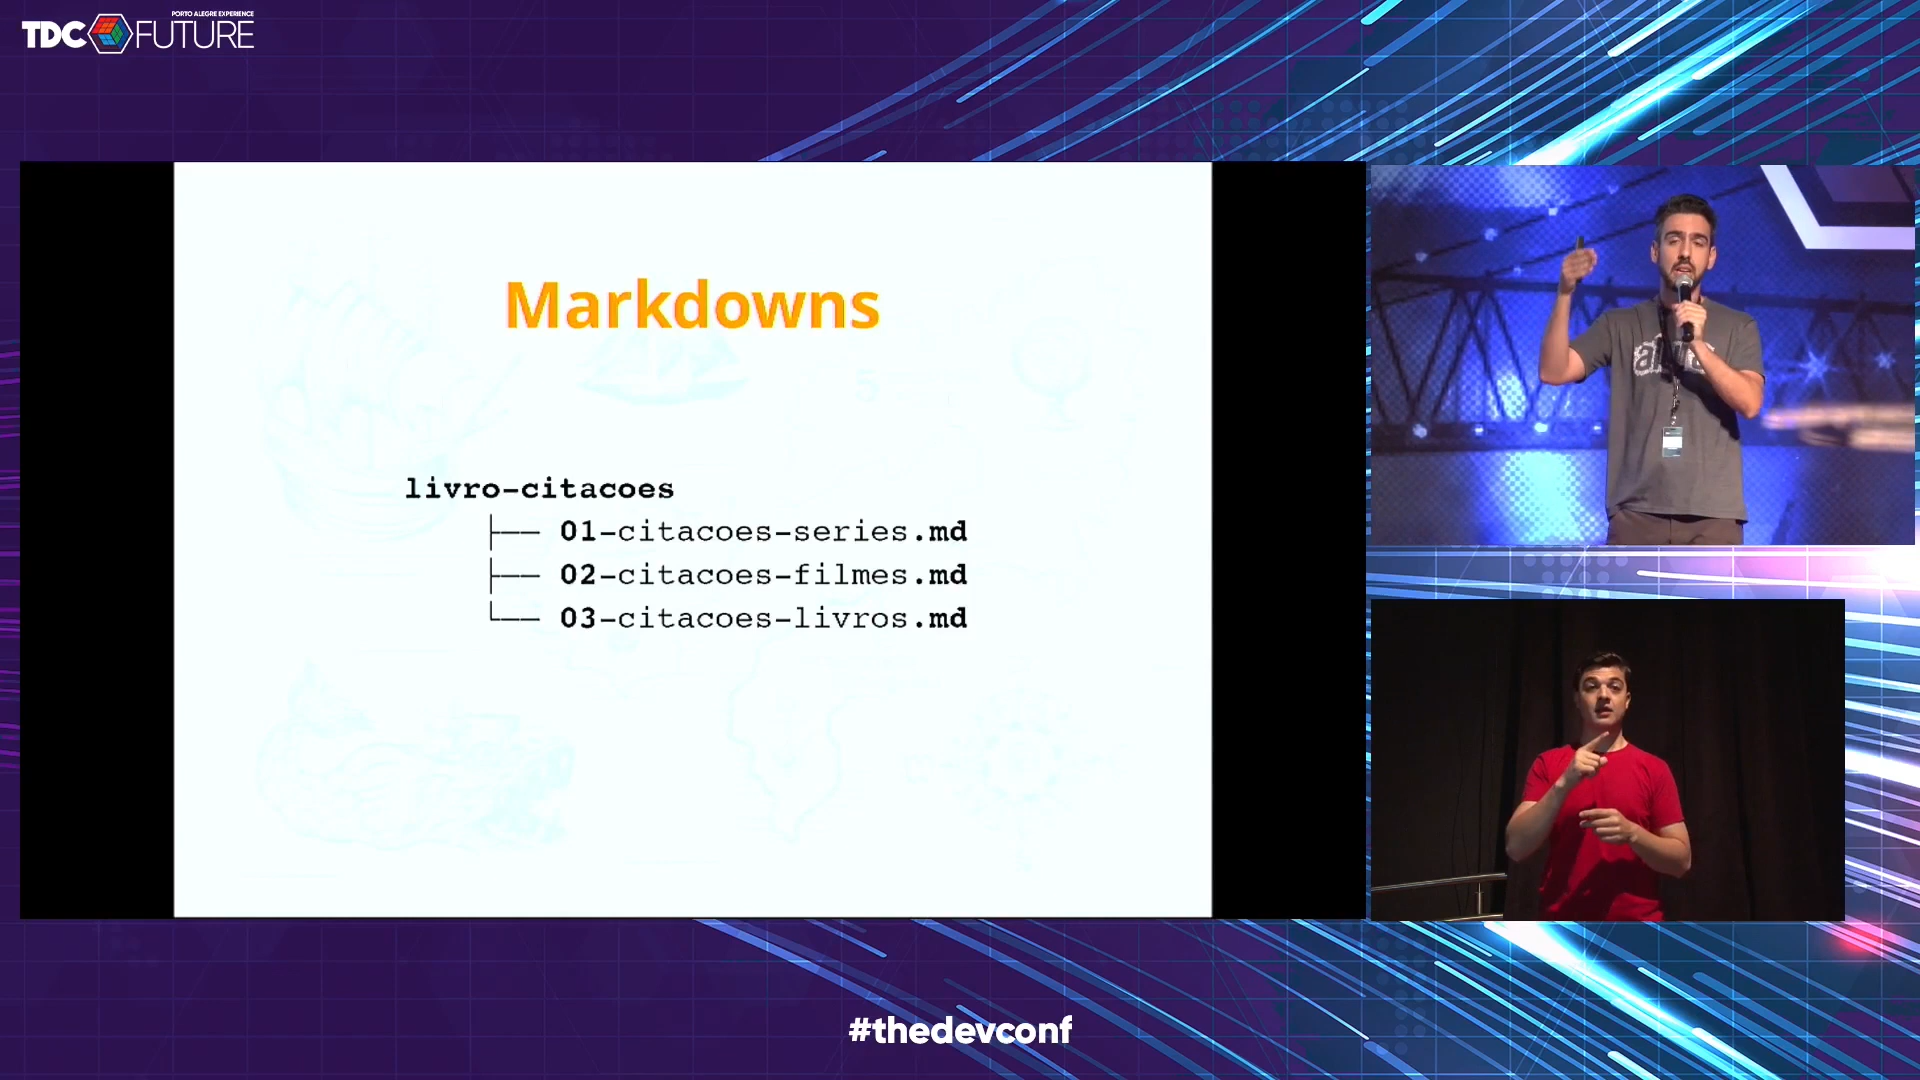 PORTO ALEGRE EXPERIENCE
TDC FUTURE
Markdowns
livro-citacoes
├── 01-citacoes-series.md
├── 02-citacoes-filmes.md
└── 03-citacoes-livros.md
#thedevconf